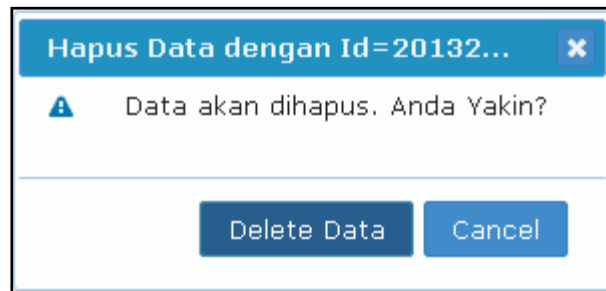 Hapus Data dengan Id=20132...
Data akan dihapus. Anda Yakin?
Delete Data Cancel